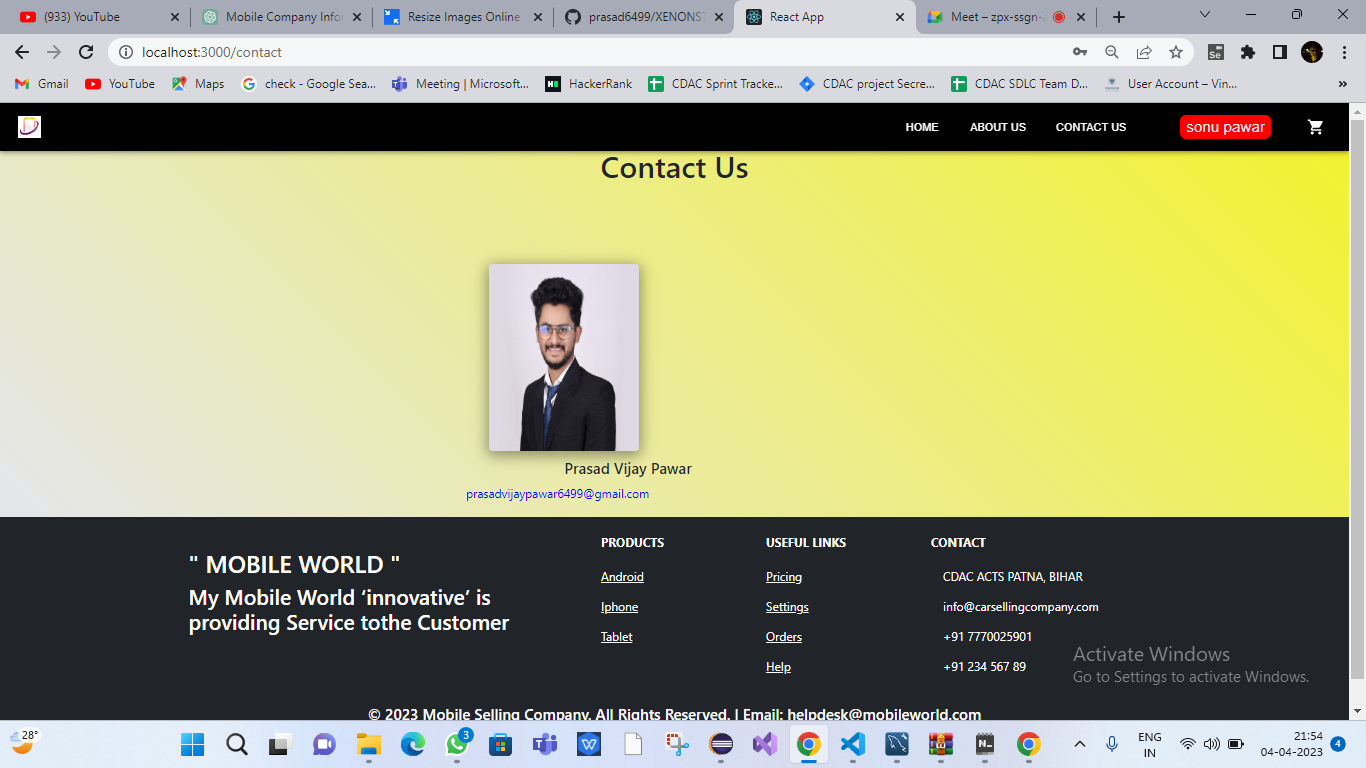 (933) YouTube
Mobile Company Infor
Resize Images Online
prasad6499/XENONST
React App
Meet – zpx-ssgn-
localhost:3000/contact
Se
Gmail
YouTube
Maps
check - Google Sea...
Meeting | Microsoft...
HackerRank
CDAC Sprint Tracke...
CDAC project Secre...
CDAC SDLC Team D...
User Account – Vin...
»
HOME
ABOUT US
CONTACT US
sonu pawar
Contact Us
Prasad Vijay Pawar
prasadvijaypawar6499@gmail.com
" MOBILE WORLD "
My Mobile World ‘innovative’ is
providing Service tothe Customer
PRODUCTS
Android
Iphone
Tablet
USEFUL LINKS
Pricing
Settings
Orders
Help
CONTACT
CDAC ACTS PATNA, BIHAR
info@carsellingcompany.com
+91 7770025901
+91 234 567 89
Activate Windows
Go to Settings to activate Windows.
© 2023 Mobile Selling Company. All Rights Reserved. | Email: helpdesk@mobileworld.com
28°
3
ENG
IN
21:54
04-04-2023
4